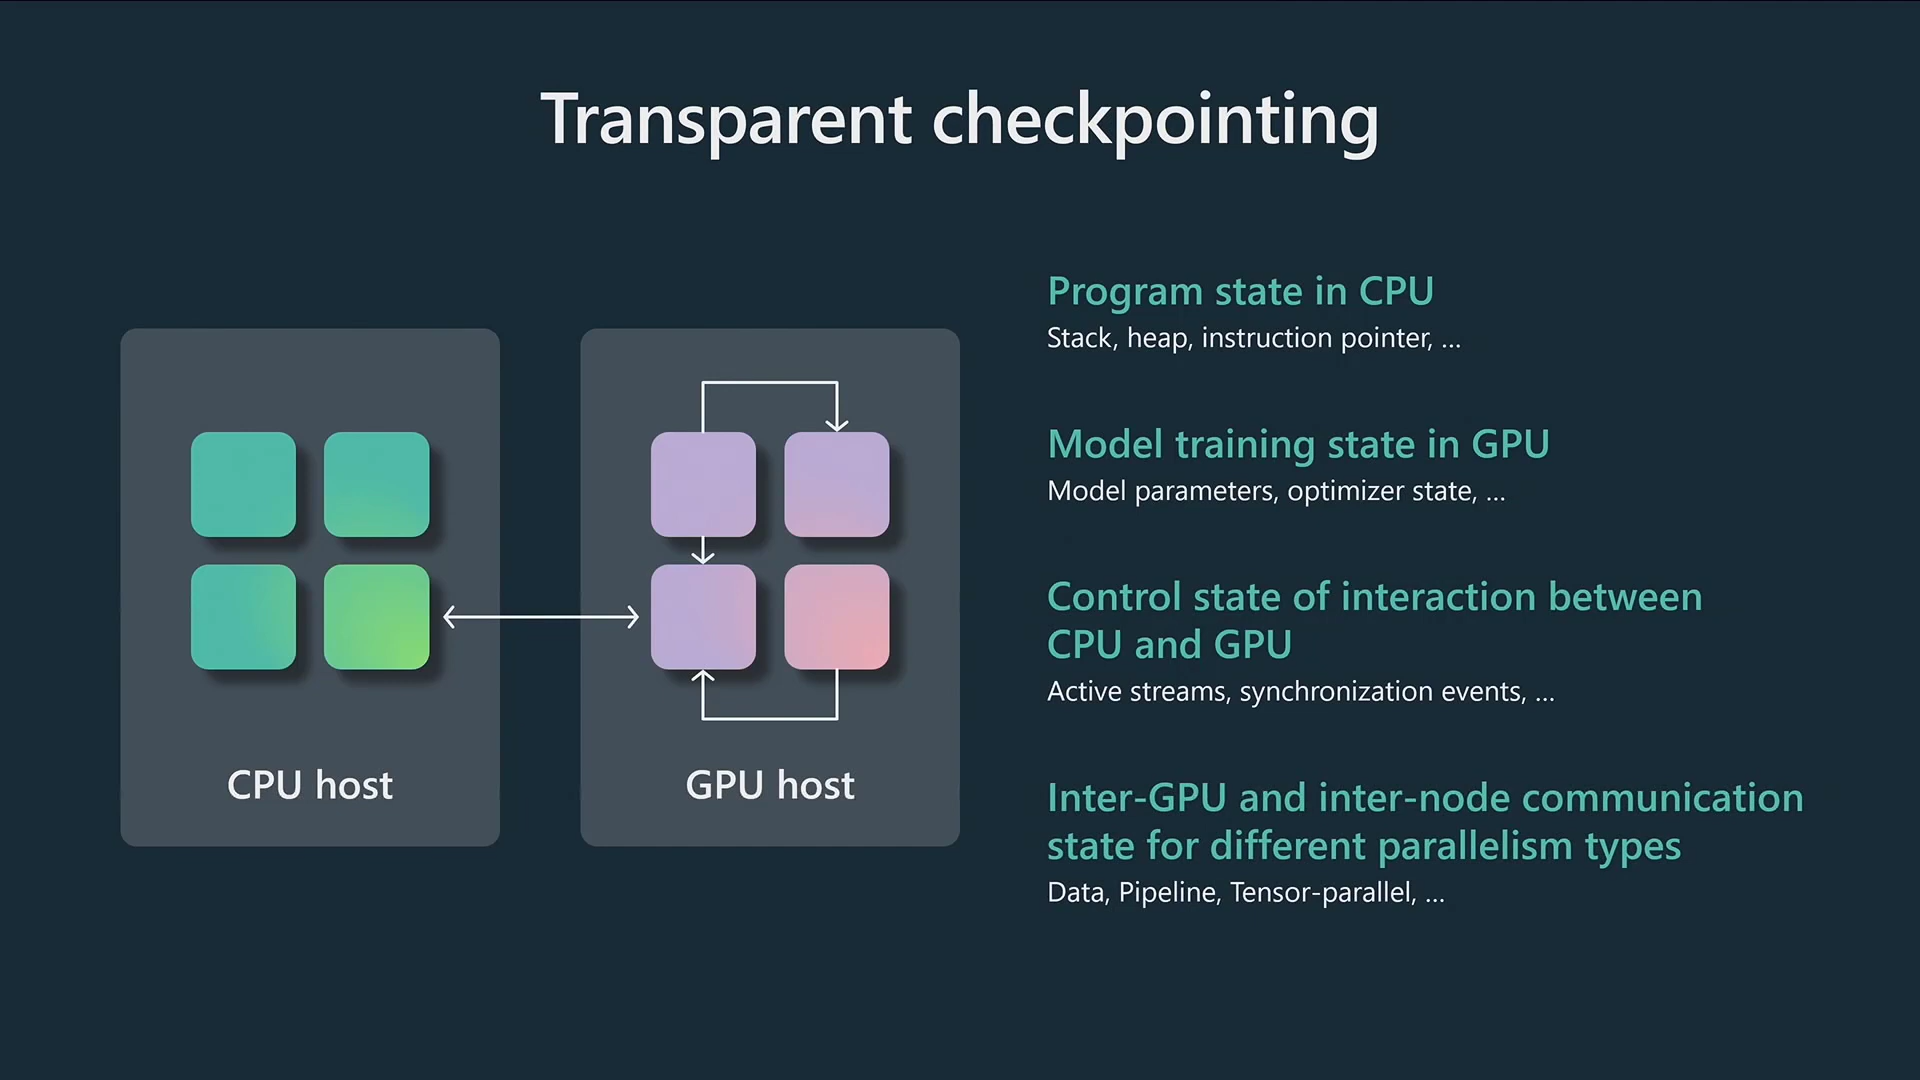 Transparent checkpointing
CPU host
GPU host
Program state in CPU
Stack, heap, instruction pointer, ...
Model training state in GPU
Model parameters, optimizer state, ...
Control state of interaction between
CPU and GPU
Active streams, synchronization events, ...
Inter-GPU and inter-node communication
state for different parallelism types
Data, Pipeline, Tensor-parallel, ...